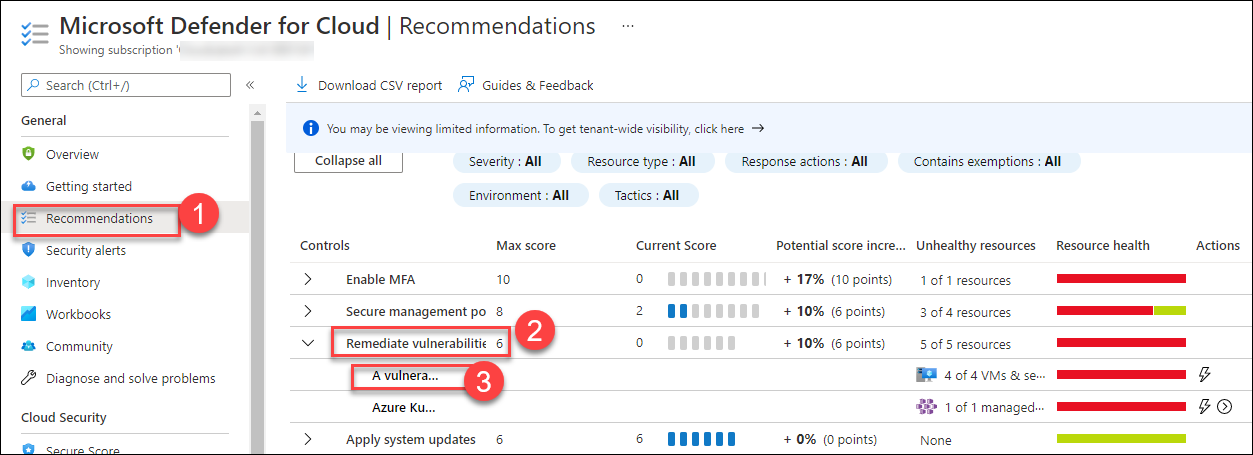 Microsoft Defender for Cloud | Recommendations ...
Showing subscription '
Search (Ctrl+/) «
Download CSV report
Guides & Feedback
General
Overview
Getting started
Recommendations
1
Security alerts
Inventory
Workbooks
Community
Diagnose and solve problems
Cloud Security
Secure Score
You may be viewing limited information. To get tenant-wide visibility, click here →
Collapse all
Severity : All
Resource type : All
Response actions : All
Contains exemptions : All
Environment : All
Tactics : All
Controls Max score Current Score Potential score incre... Unhealthy resources Resource health Actions
Enable MFA 10 0 + 17% (10 points) 1 of 1 resources
Secure management po 8 2 + 10% (6 points) 3 of 4 resources
Remediate vulnerabilitie 6 0 + 10% (6 points) 5 of 5 resources
2
A vulnera... 4 of 4 VMs & se...
3
Azure Ku... 1 of 1 managed...
Apply system updates 6 6 + 0% (0 points) None